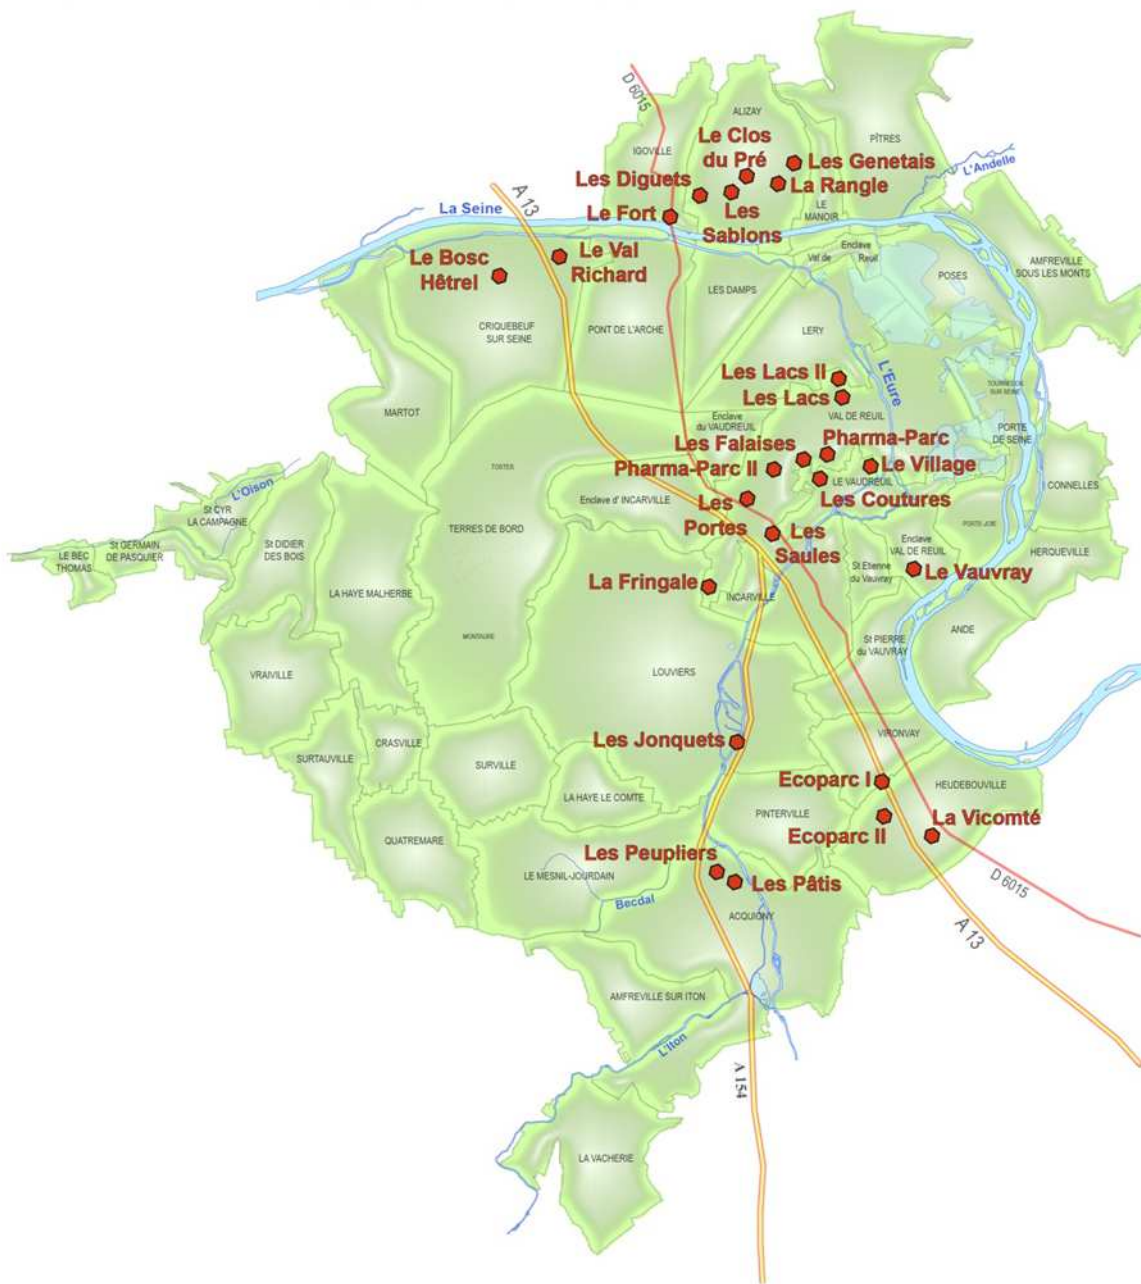 D 6015
ALIZAY
IGOVILLE
PÎTRES
Le Clos
du Pré
Les Genetais
La Rangle
Les Diguets
Le Fort
Les
Sablons
LE
MANOIR
L'Andelle
A 13
La Seine
Le Bosc
Hêtrel
Le Val
Richard
Enclave
Val de
Reuil
POSES
AMFREVILLE
SOUS LES MONTS
LES DAMPS
CRIQUEBEUF
SUR SEINE
PONT DE L'ARCHE
LERY
MARTOT
Les Lacs II
Les Lacs
L'Eure
VAL DE REUIL
Enclave
du VAUDREUIL
TOURNEDOS
SUR SEINE
PORTE
DE SEINE
Les Falaises
Pharma-Parc
Pharma-Parc II
Le Village
LE VAUDREUIL
Les Coutures
TOSTES
TERRES DE BORD
Enclave d' INCARVILLE
Les
Portes
Les
Saules
CONNELLES
PORTE-JOIE
Enclave
VAL DE REUIL
HERQUEVILLE
L'Oison
St CYR
LA CAMPAGNE
St GERMAIN
DE PASQUIER
LE BEC
THOMAS
St DIDIER
DES BOIS
LA HAYE MALHERBE
La Fringale
INCARVILLE
St Etienne
du Vauvray
Le Vauvray
ANDE
MONTAURE
St PIERRE
du VAUVRAY
VRAIVILLE
LOUVIERS
Les Jonquets
VIRONVAY
CRASVILLE
SURTAUVILLE
SURVILLE
LA HAYE LE COMTE
Ecoparc I
HEUDEBOUVILLE
PINTERVILLE
Ecoparc II
La Vicomté
QUATREMARE
Les Peupliers
LE MESNIL-JOURDAIN
Les Pâtis
D 6015
Becdal
ACQUIGNY
A 13
AMFREVILLE SUR ITON
L'Iton
A 154
LA VACHERIE